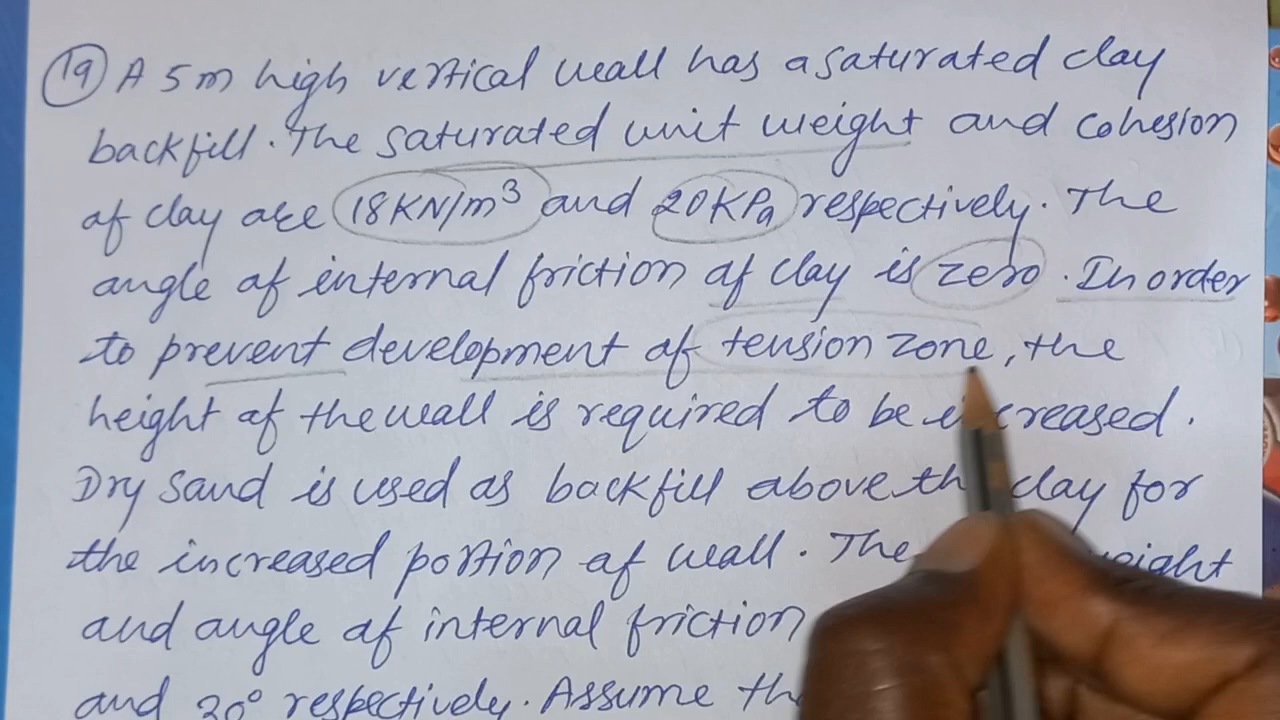 19 A 5m high vertical wall has a saturated clay
backfill. The saturated unit weight and cohesion
of clay are 18KN/m³ and 20KPa respectively. The
angle of internal friction of clay is zero. In order
to prevent development of tension zone, the
height of the wall is required to be increased.
Dry sand is used as backfill above the clay for
the increased portion of wall. The
and angle of internal friction
and 30° respectively. Assume